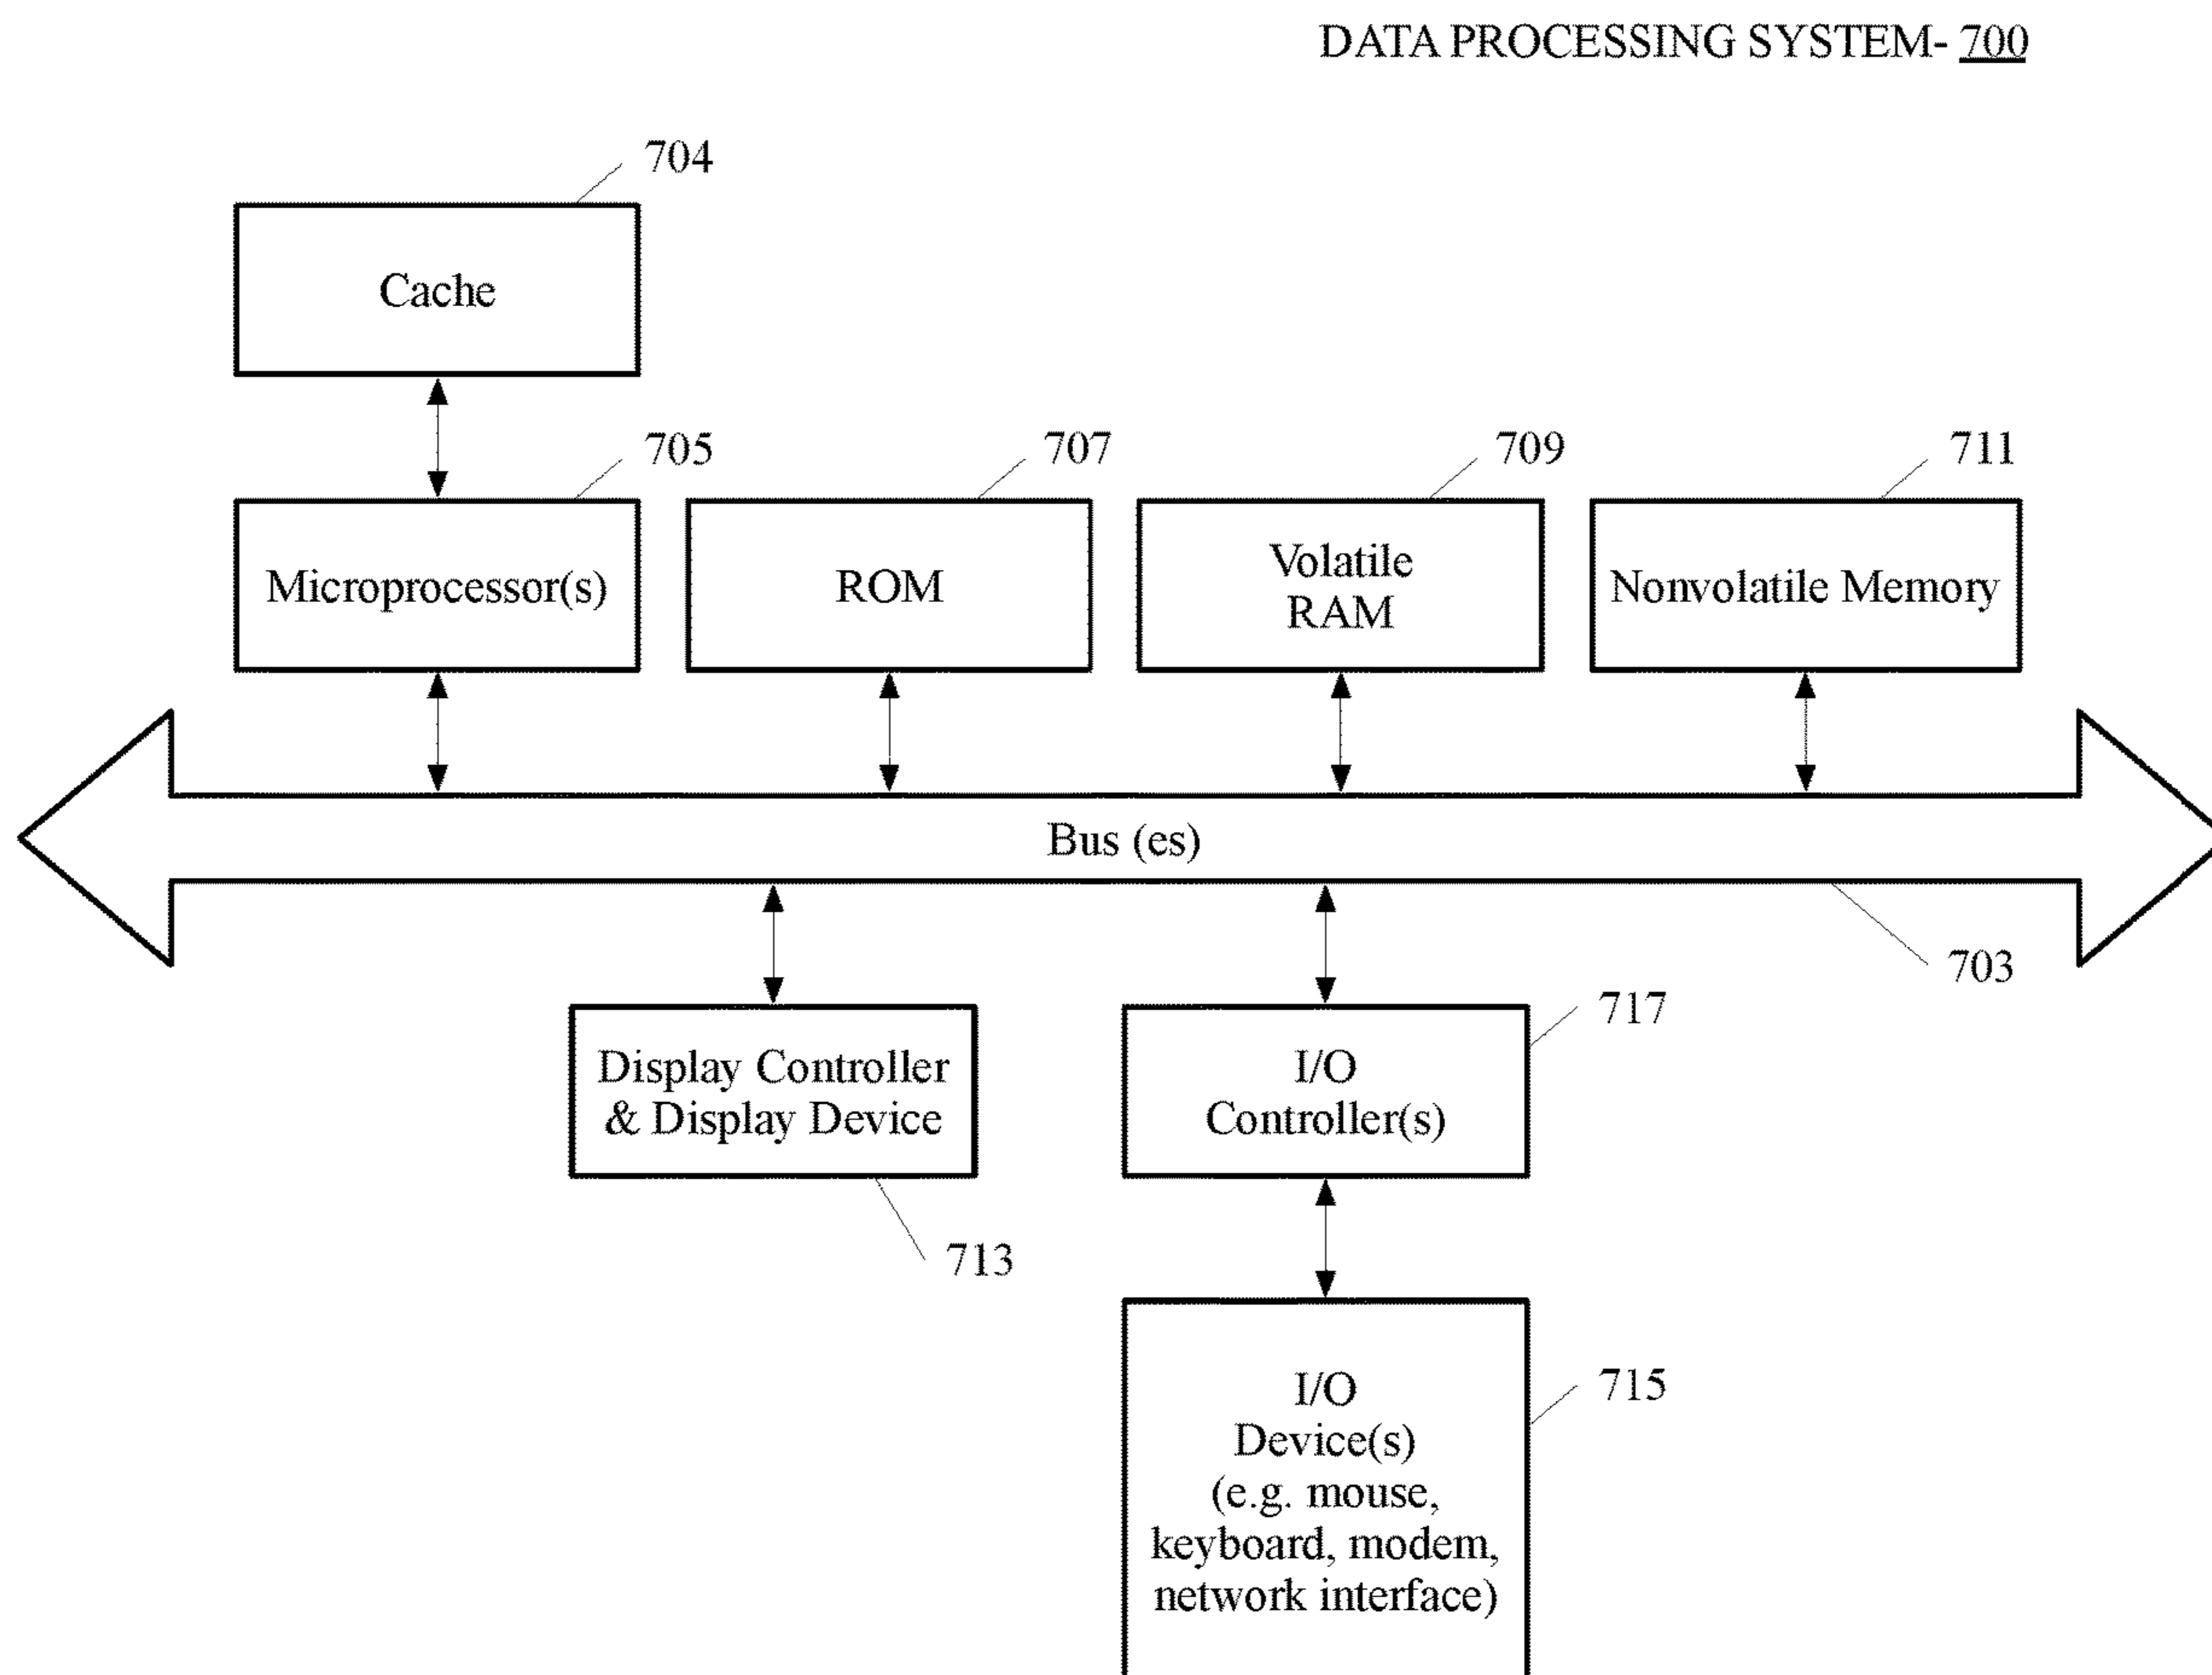 DATA PROCESSING SYSTEM- 700
704
Cache
705
707
709
711
Microprocessor(s)
ROM
Volatile
RAM
Nonvolatile Memory
Bus (es)
703
717
Display Controller
& Display Device
I/O
Controller(s)
713
715
I/O
Device(s)
(e.g. mouse,
keyboard, modem,
network interface)